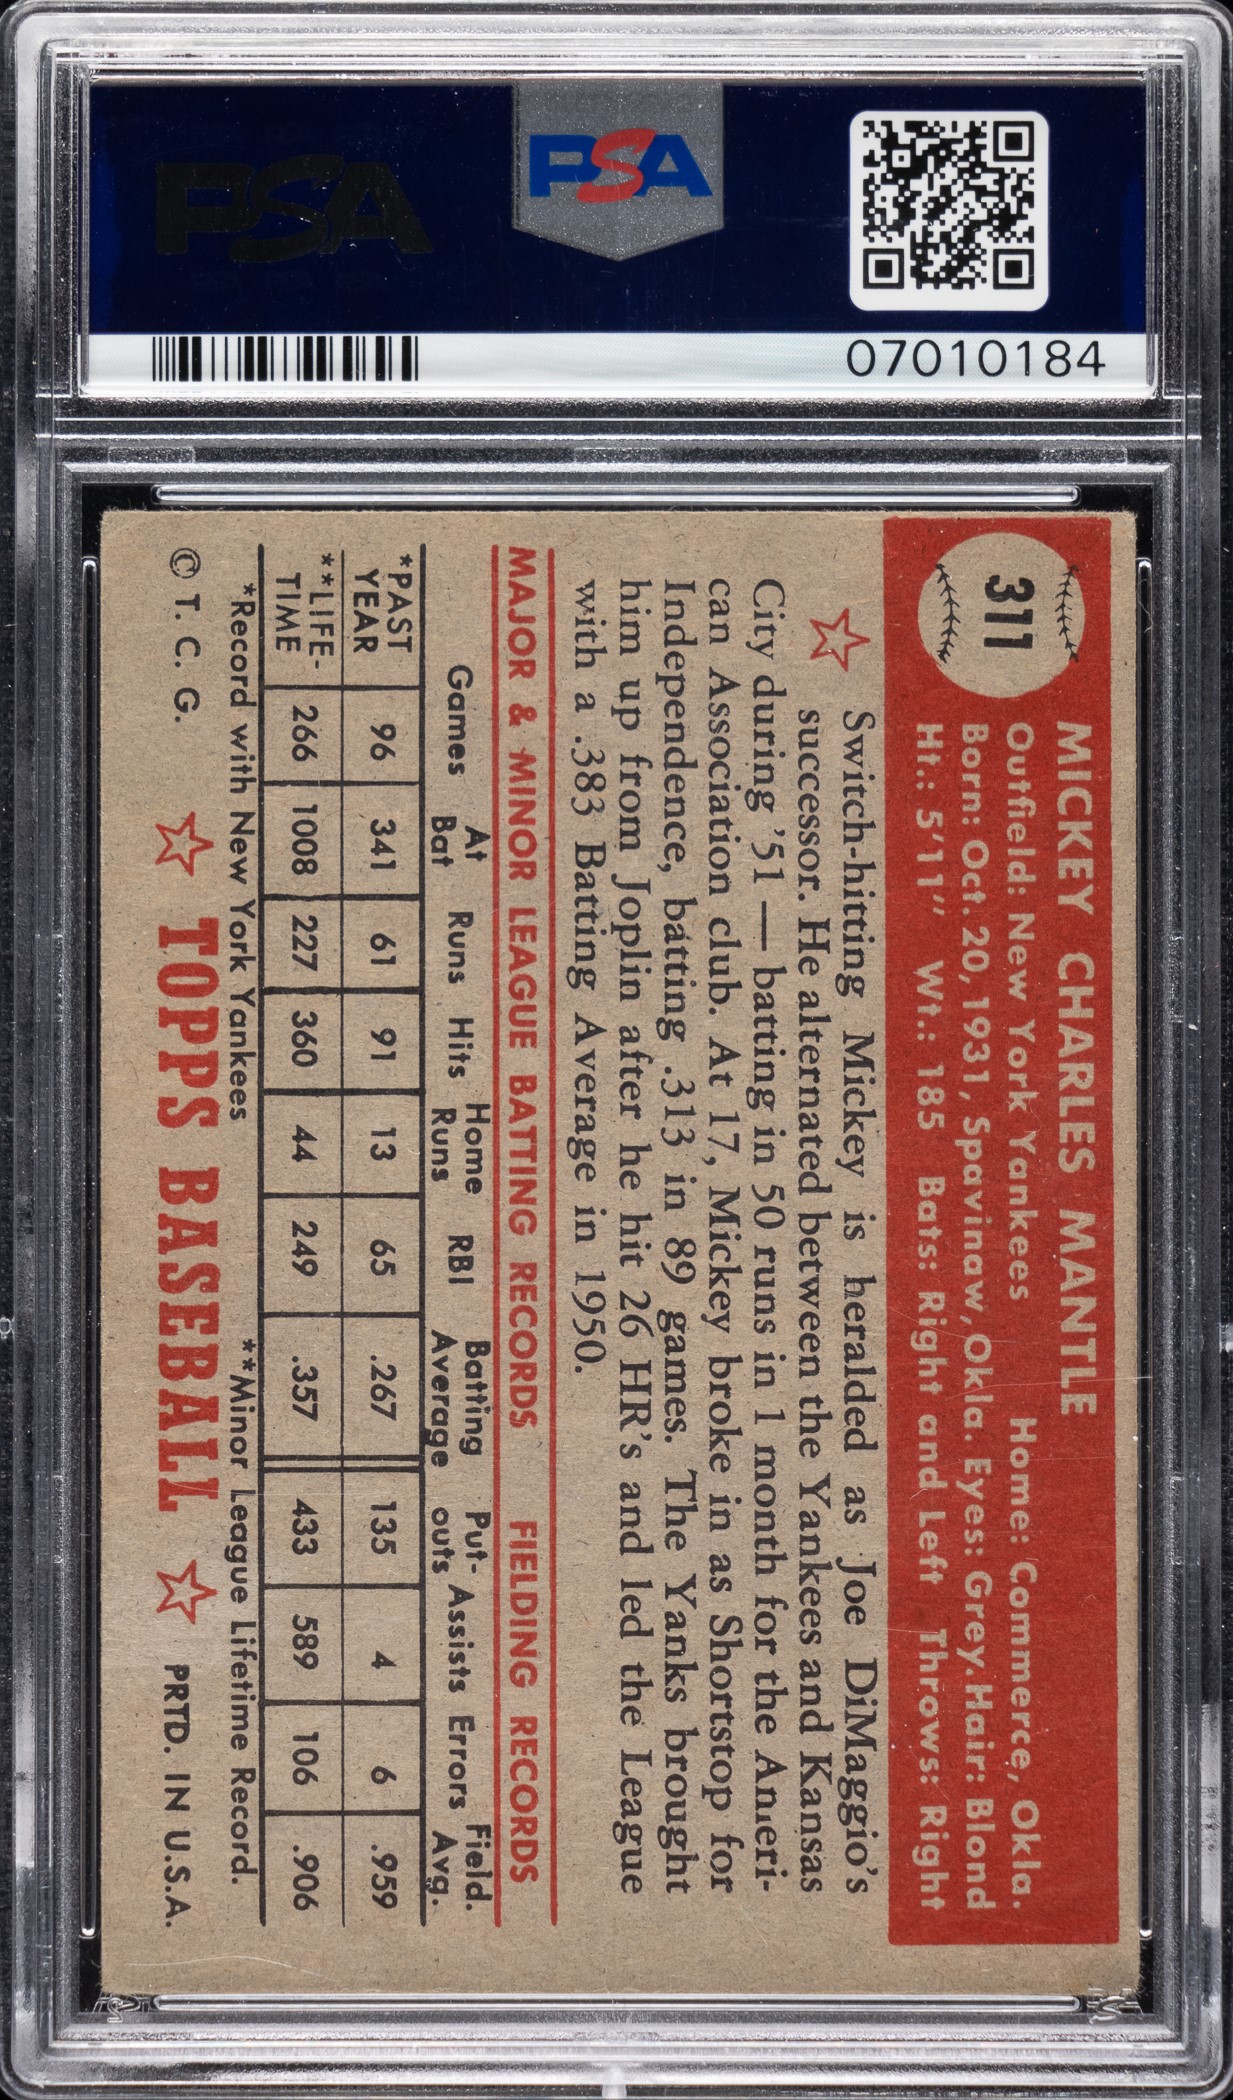 PSA
PSA
07010184
311
MICKEY CHARLES MANTLE
Outfield: New York Yankees Home: Commerce, Okla.
Born: Oct. 20, 1931, Spavinaw, Okla. Eyes: Grey. Hair: Blond
Ht.: 5'11" Wt.: 185 Bats: Right and Left Throws: Right
Switch-hitting Mickey is heralded as Joe DiMaggio's
successor. He alternated between the Yankees and Kansas
City during '51 — batting in 50 runs in 1 month for the Ameri-
can Association club. At 17, Mickey broke in as Shortstop for
Independence, batting .313 in 89 games. The Yanks brought
him up from Joplin after he hit 26 HR's and led the League
with a .383 Batting Average in 1950.
MAJOR & MINOR LEAGUE BATTING RECORDS FIELDING RECORDS
Games At Bat Runs Hits Home Runs RBI Batting Average Put-outs Assists Errors Field. Avg.
*PAST YEAR 96 341 61 91 13 65 .267 135 4 6 .959
**LIFE-TIME 266 1008 227 360 44 249 .357 433 589 106 .906
*Record with New York Yankees **Minor League Lifetime Record.
© T. C. G. TOPPS BASEBALL PRTD. IN U.S.A.